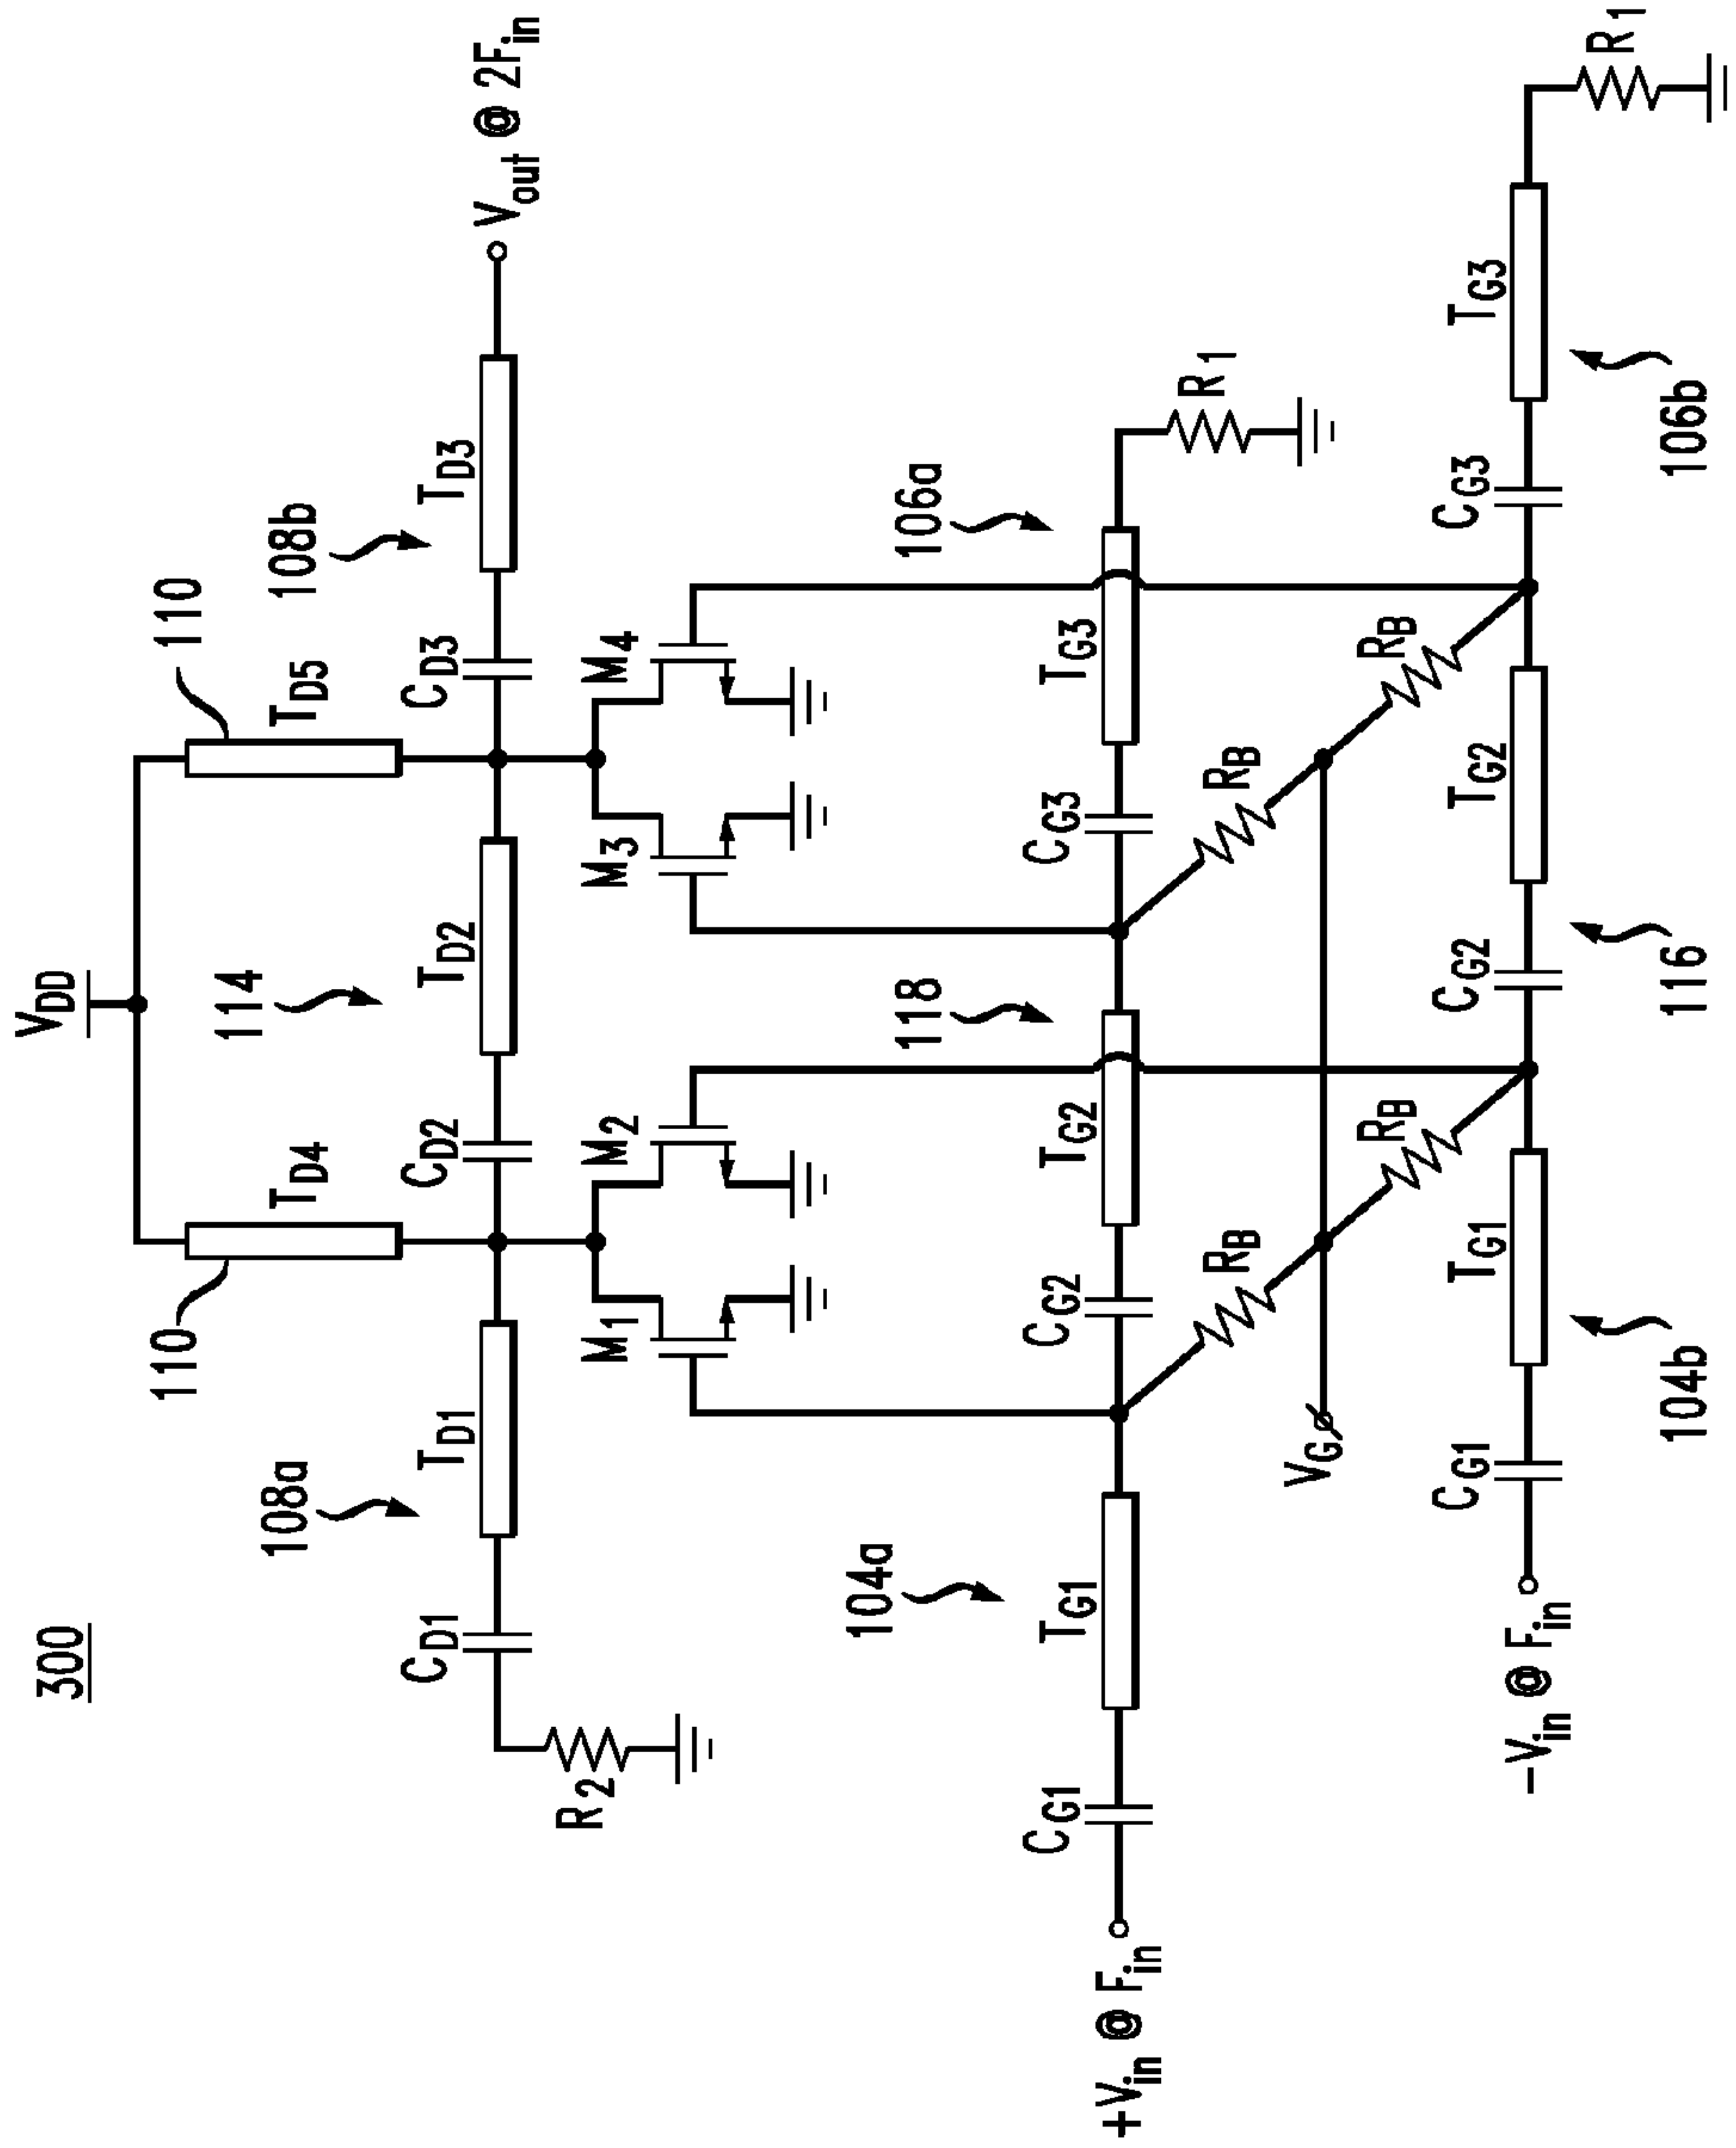 300
V_DD
110
110
T_D4
T_D5
114
108a
108b
V_out @ 2F_in
T_D1
T_D2
T_D3
C_D1
C_D2
C_D3
R_2
M_1
M_2
M_3
M_4
104a
118
106a
T_G1
T_G2
T_G3
C_G1
C_G2
C_G3
R_1
+V_in @ F_in
R_B
R_B
R_B
R_B
V_G
T_G1
T_G2
T_G3
C_G1
C_G2
C_G3
R_1
-V_in @ F_in
104b
116
106b